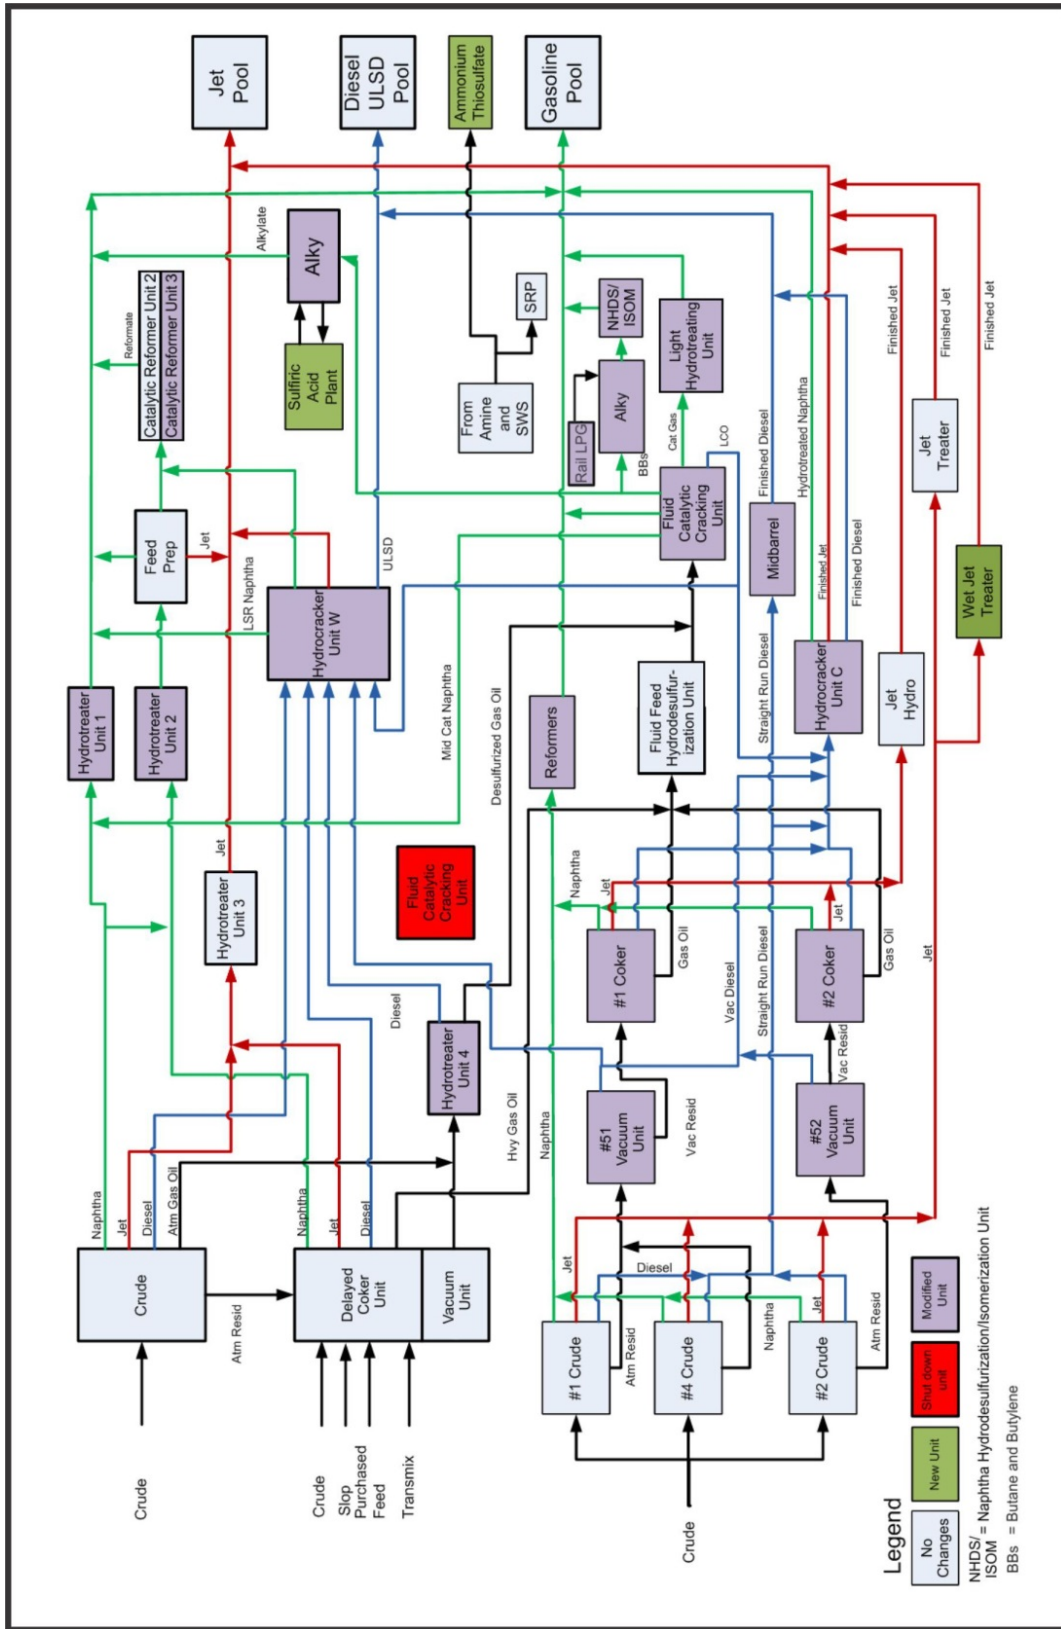 Jet
Pool
Diesel
ULSD
Pool
Ammonium
Thiosulfate
Gasoline
Pool
Catalytic Reformer Unit 2
Catalytic Reformer Unit 3
Reformate
Alkylate
Alky
Sulfiric
Acid
Plant
SRP
From
Amine
and
SWS
NHDS/
ISOM
Rail LPG
Alky
BBs
Light
Hydrotreating
Unit
Cat Gas
LCO
Fluid
Catalytic
Cracking
Unit
Feed
Prep
Jet
LSR Naphtha
ULSD
Hydrocracker
Unit W
Hydrotreater
Unit 1
Hydrotreater
Unit 2
Mid Cat Naphtha
Desulfurized Gas Oil
Reformers
Fluid Feed
Hydrodesulfur-
ization Unit
Midbarrel
Finished Diesel
Straight Run Diesel
Hydrotreated Naphtha
Hydrocracker
Unit C
Finished Jet
Finished Diesel
Jet
Hydro
Finished Jet
Jet
Treater
Finished Jet
Wet Jet
Treater
Finished Jet
Jet
Hydrotreater
Unit 3
Fluid
Catalytic
Cracking
Unit
Diesel
Hydrotreater
Unit 4
Hvy Gas Oil
Naphtha
Jet
#1 Coker
Gas Oil
Vac Diesel
Straight Run Diesel
Jet
#2 Coker
Gas Oil
Jet
Naphtha
#51
Vacuum
Unit
Vac Resid
Vac Resid
#52
Vacuum
Unit
Naphtha
Jet
Diesel
Atm Gas Oil
Crude
Crude
Atm Resid
Naphtha
Jet
Diesel
Delayed
Coker
Unit
Vacuum
Unit
Crude
Slop
Purchased
Feed
Transmix
Jet
Diesel
#1 Crude
Atm Resid
#4 Crude
Naphtha
Jet
#2 Crude
Atm Resid
Crude
Legend
No
Changes
New Unit
Shut down
unit
Modified
Unit
NHDS/
ISOM = Naphtha Hydrodesulfurization/Isomerization Unit
BBs = Butane and Butylene